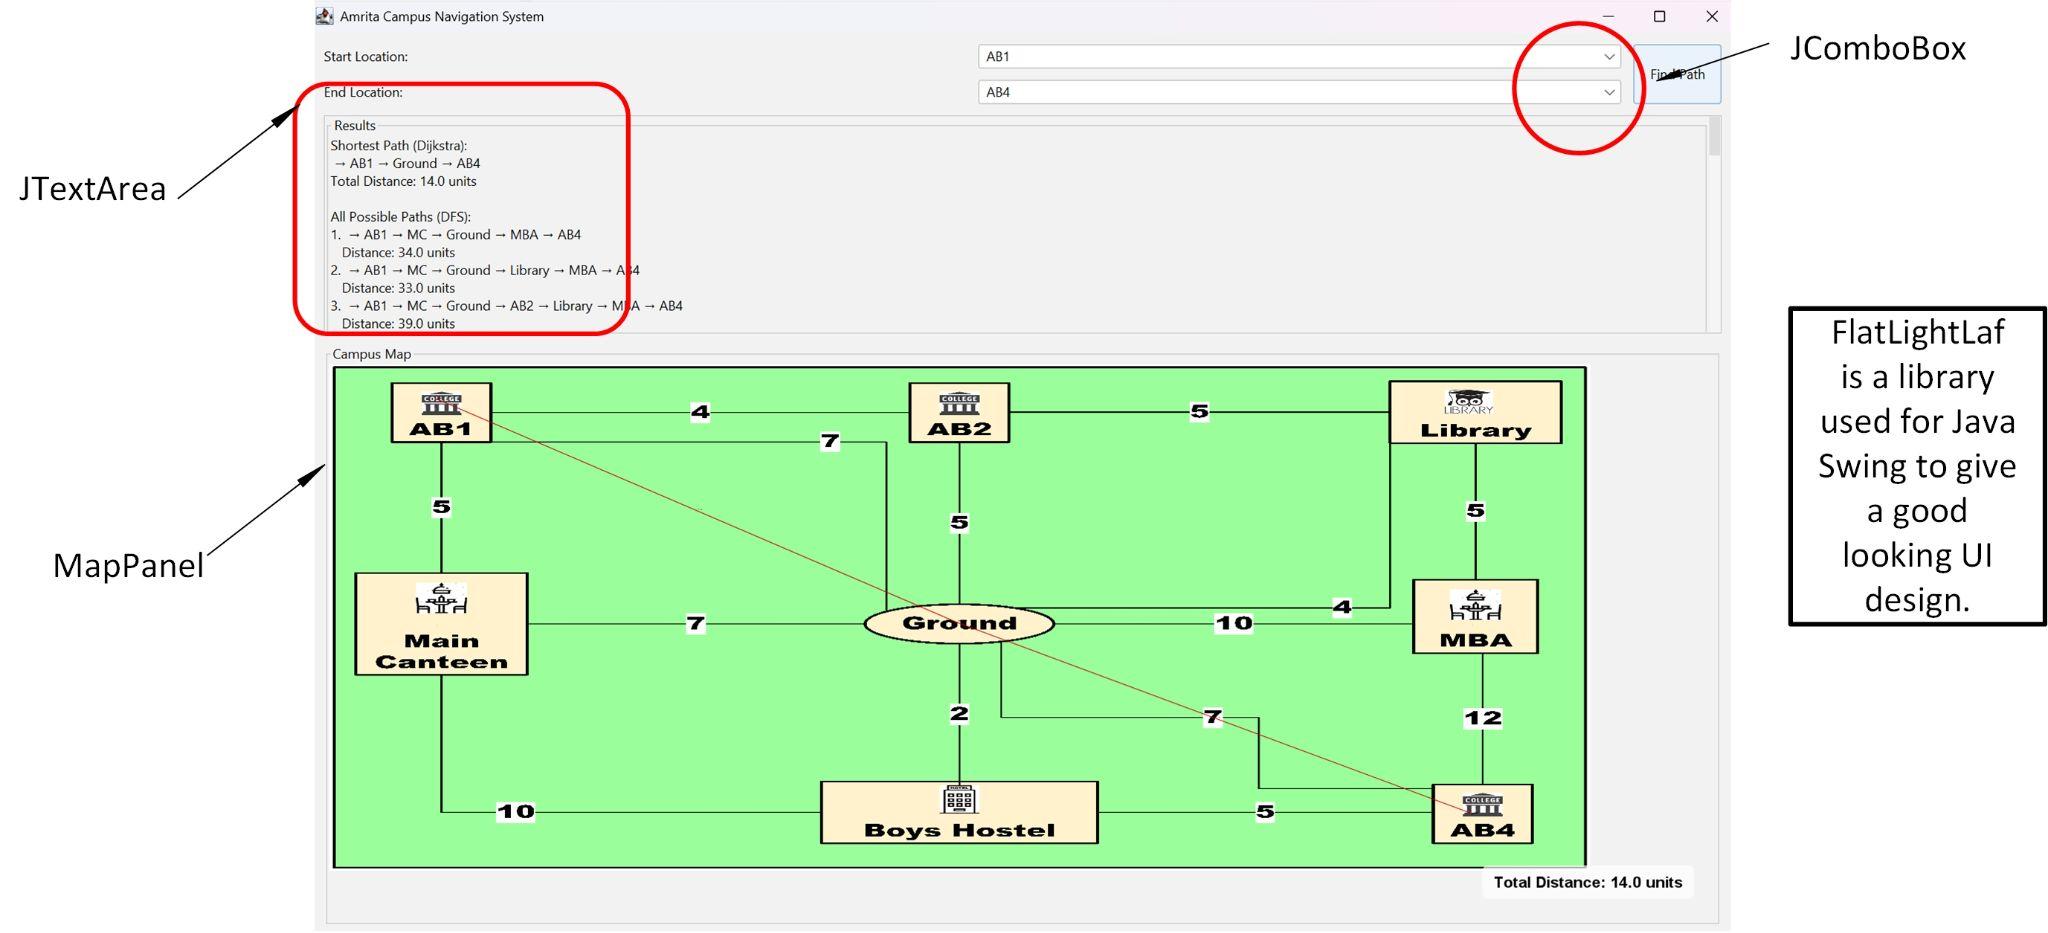 Amrita Campus Navigation System
Start Location:
AB1
JComboBox
Find Path
End Location:
AB4
Results
Shortest Path (Dijkstra):
→ AB1 → Ground → AB4
Total Distance: 14.0 units
JTextArea
All Possible Paths (DFS):
1. → AB1 → MC → Ground → MBA → AB4
Distance: 34.0 units
2. → AB1 → MC → Ground → Library → MBA → AB4
Distance: 33.0 units
3. → AB1 → MC → Ground → AB2 → Library → MBA → AB4
Distance: 39.0 units
FlatLightLaf
is a library
used for Java
Swing to give
a good
looking UI
design.
Campus Map
MapPanel
COLLEGE
AB1
4
COLLEGE
AB2
5
LIBRARY
Library
7
5
5
5
Main
Canteen
7
Ground
10
4
MBA
2
7
12
10
HOTEL
Boys Hostel
5
COLLEGE
AB4
Total Distance: 14.0 units